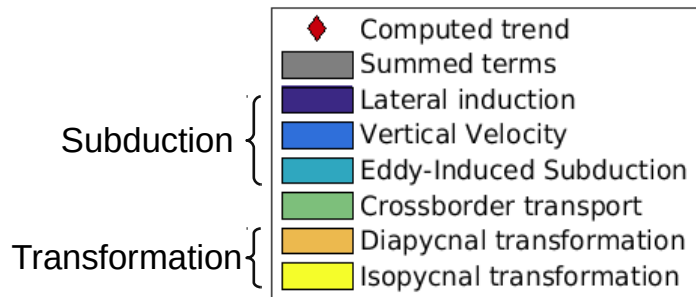 Computed trend
Summed terms
Lateral induction
Subduction
Vertical Velocity
Eddy-Induced Subduction
Crossborder transport
Diapycnal transformation
Transformation
Isopycnal transformation